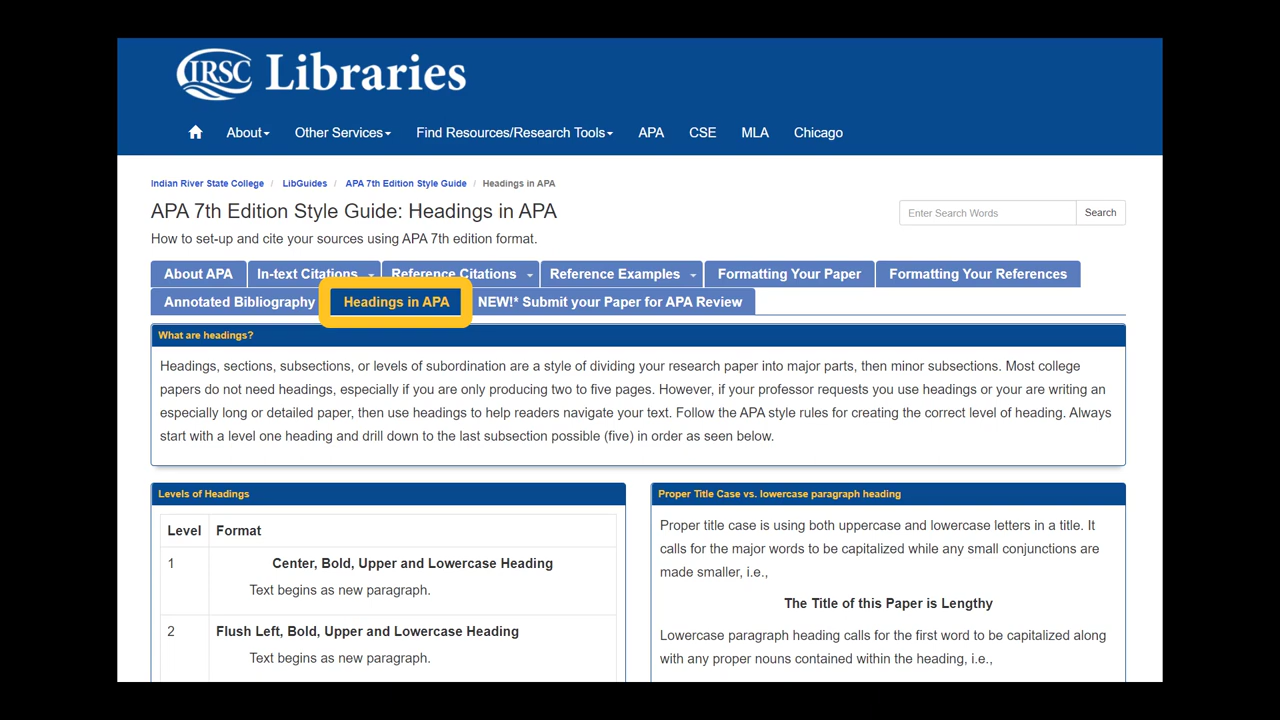 IRSC Libraries
About Other Services Find Resources/Research Tools APA CSE MLA Chicago
Indian River State College / LibGuides / APA 7th Edition Style Guide / Headings in APA
APA 7th Edition Style Guide: Headings in APA
Enter Search Words Search
How to set-up and cite your sources using APA 7th edition format.
About APA In-text Citations Reference Citations Reference Examples Formatting Your Paper Formatting Your References
Annotated Bibliography Headings in APA NEW!* Submit your Paper for APA Review
What are headings?
Headings, sections, subsections, or levels of subordination are a style of dividing your research paper into major parts, then minor subsections. Most college
papers do not need headings, especially if you are only producing two to five pages. However, if your professor requests you use headings or your are writing an
especially long or detailed paper, then use headings to help readers navigate your text. Follow the APA style rules for creating the correct level of heading. Always
start with a level one heading and drill down to the last subsection possible (five) in order as seen below.
Levels of Headings
Level Format
1 Center, Bold, Upper and Lowercase Heading
Text begins as new paragraph.
2 Flush Left, Bold, Upper and Lowercase Heading
Text begins as new paragraph.
Proper Title Case vs. lowercase paragraph heading
Proper title case is using both uppercase and lowercase letters in a title. It
calls for the major words to be capitalized while any small conjunctions are
made smaller, i.e.,
The Title of this Paper is Lengthy
Lowercase paragraph heading calls for the first word to be capitalized along
with any proper nouns contained within the heading, i.e.,